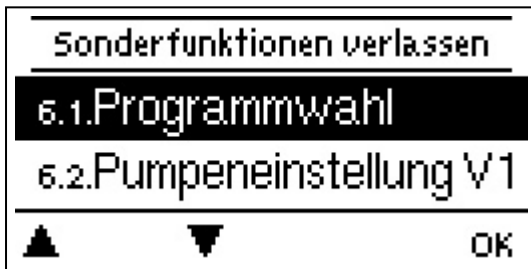 Sonderfunktionen verlassen
6.1.Programmwahl
6.2.Pumpeneinstellung V1
▲ ▼ OK